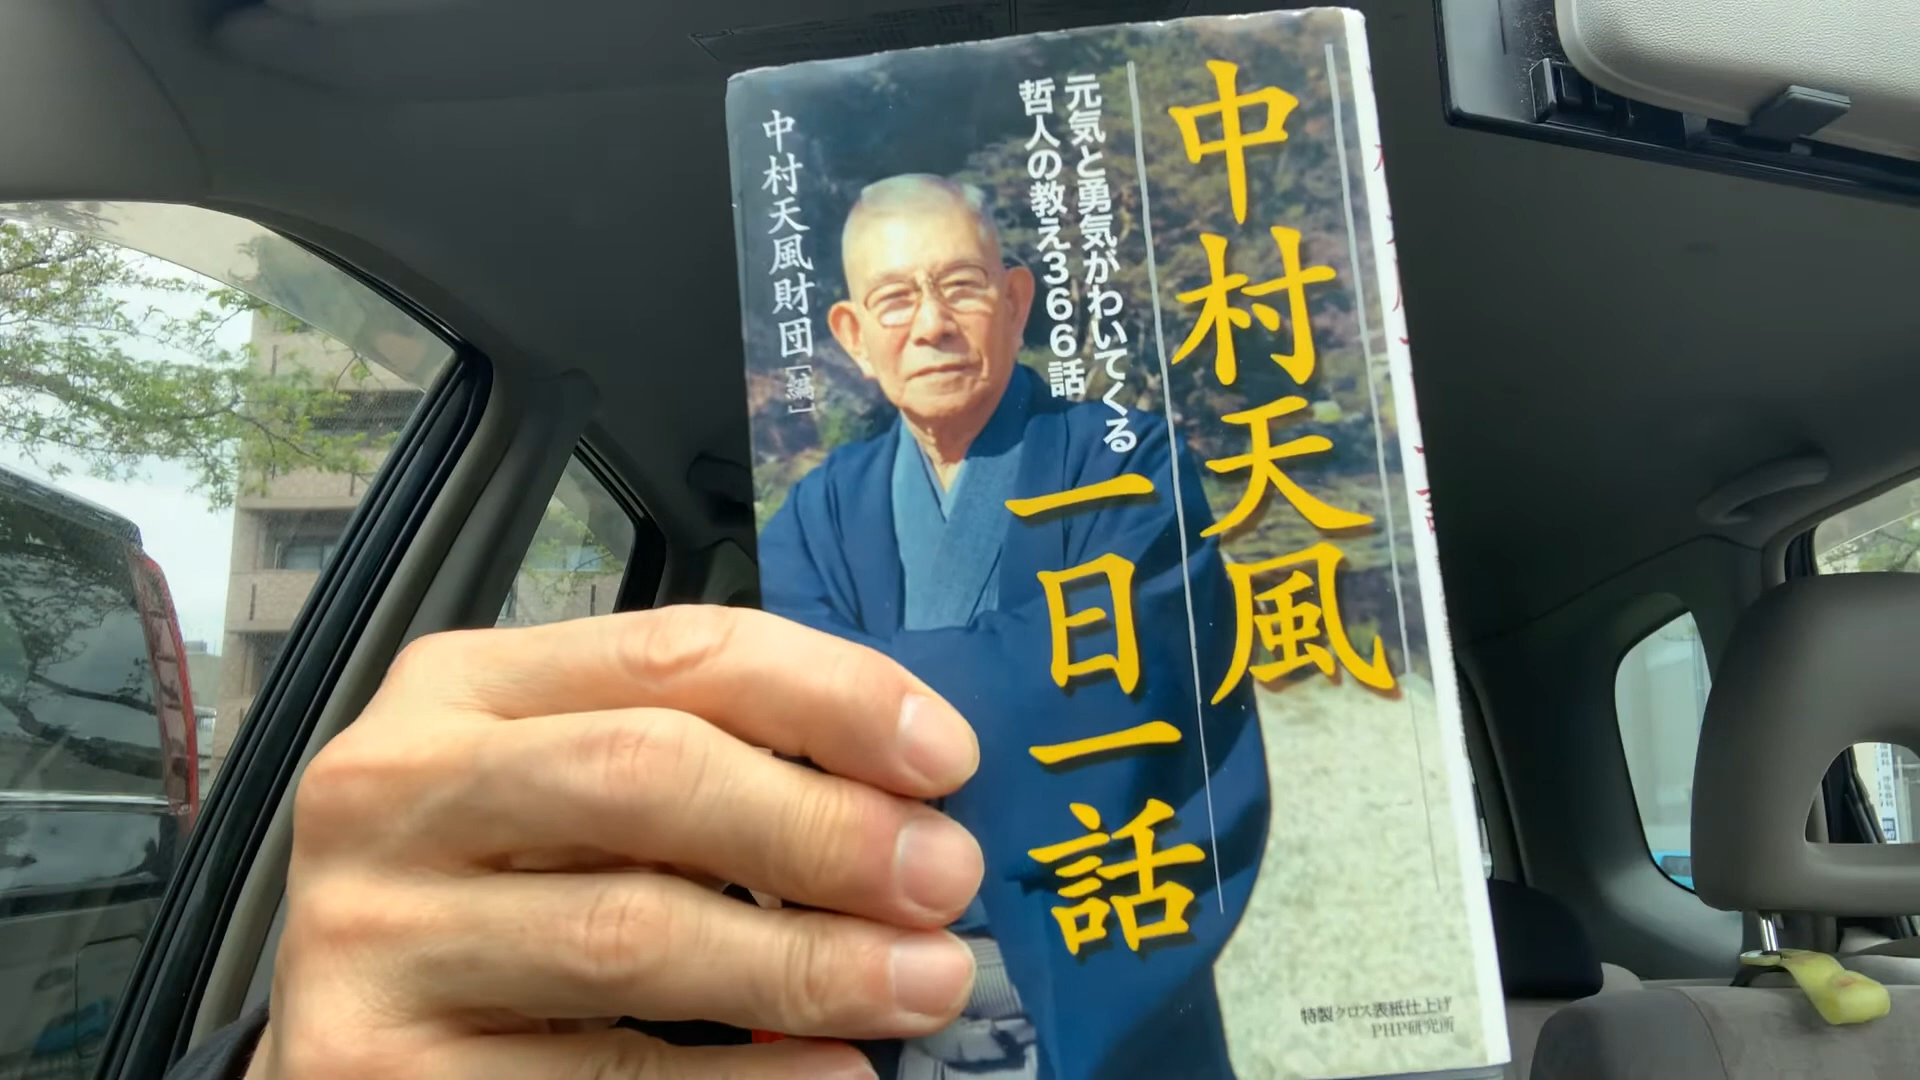 中村天風
一日一話
元気と勇気がわいてくる
哲人の教え366話
中村天風財団［編］
特製クロス表紙仕上げ
PHP研究所